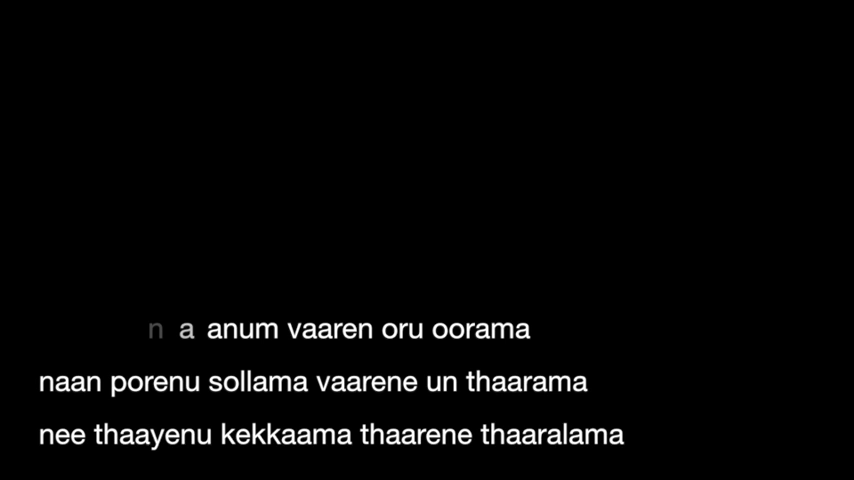 n a anum vaaren oru oorama
naan porenu sollama vaarene un thaarama
nee thaayenu kekkaama thaarene thaaralama